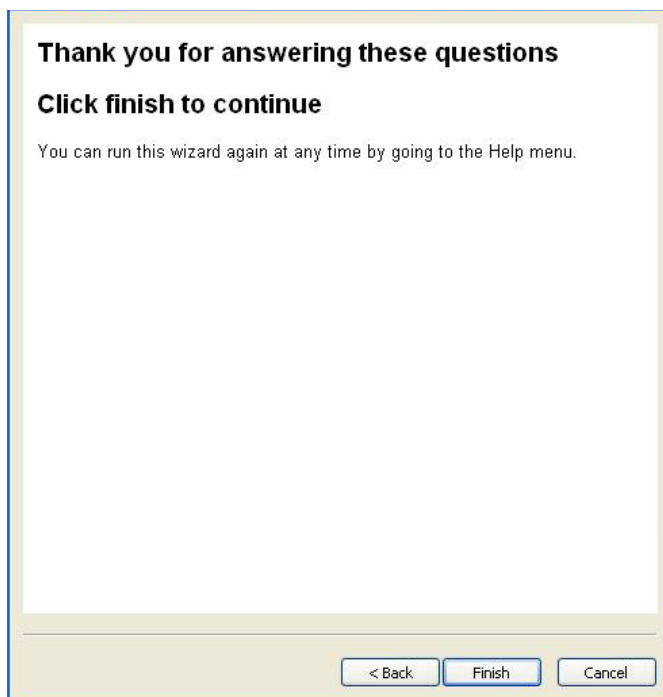 Thank you for answering these questions
Click finish to continue
You can run this wizard again at any time by going to the Help menu.
< Back Finish Cancel